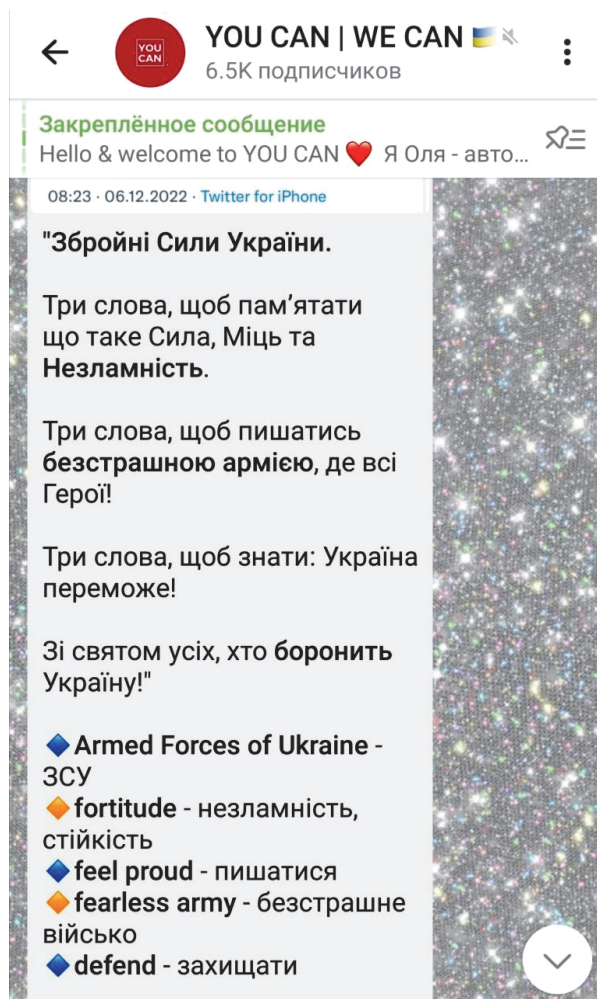 YOU CAN
YOU CAN | WE CAN 🇺🇦
6.5K подписчиков
Закреплённое сообщение
Hello & welcome to YOU CAN ❤️ Я Оля - авто...
08:23 · 06.12.2022 · Twitter for iPhone
"Збройні Сили України.
Три слова, щоб пам’ятати
що таке Сила, Міць та
Незламність.
Три слова, щоб пишатись
безстрашною армією, де всі
Герої!
Три слова, щоб знати: Україна
переможе!
Зі святом усіх, хто боронить
Україну!"
🔷Armed Forces of Ukraine -
ЗСУ
🔶fortitude - незламність,
стійкість
🔷feel proud - пишатися
🔶fearless army - безстрашне
військо
🔷defend - захищати